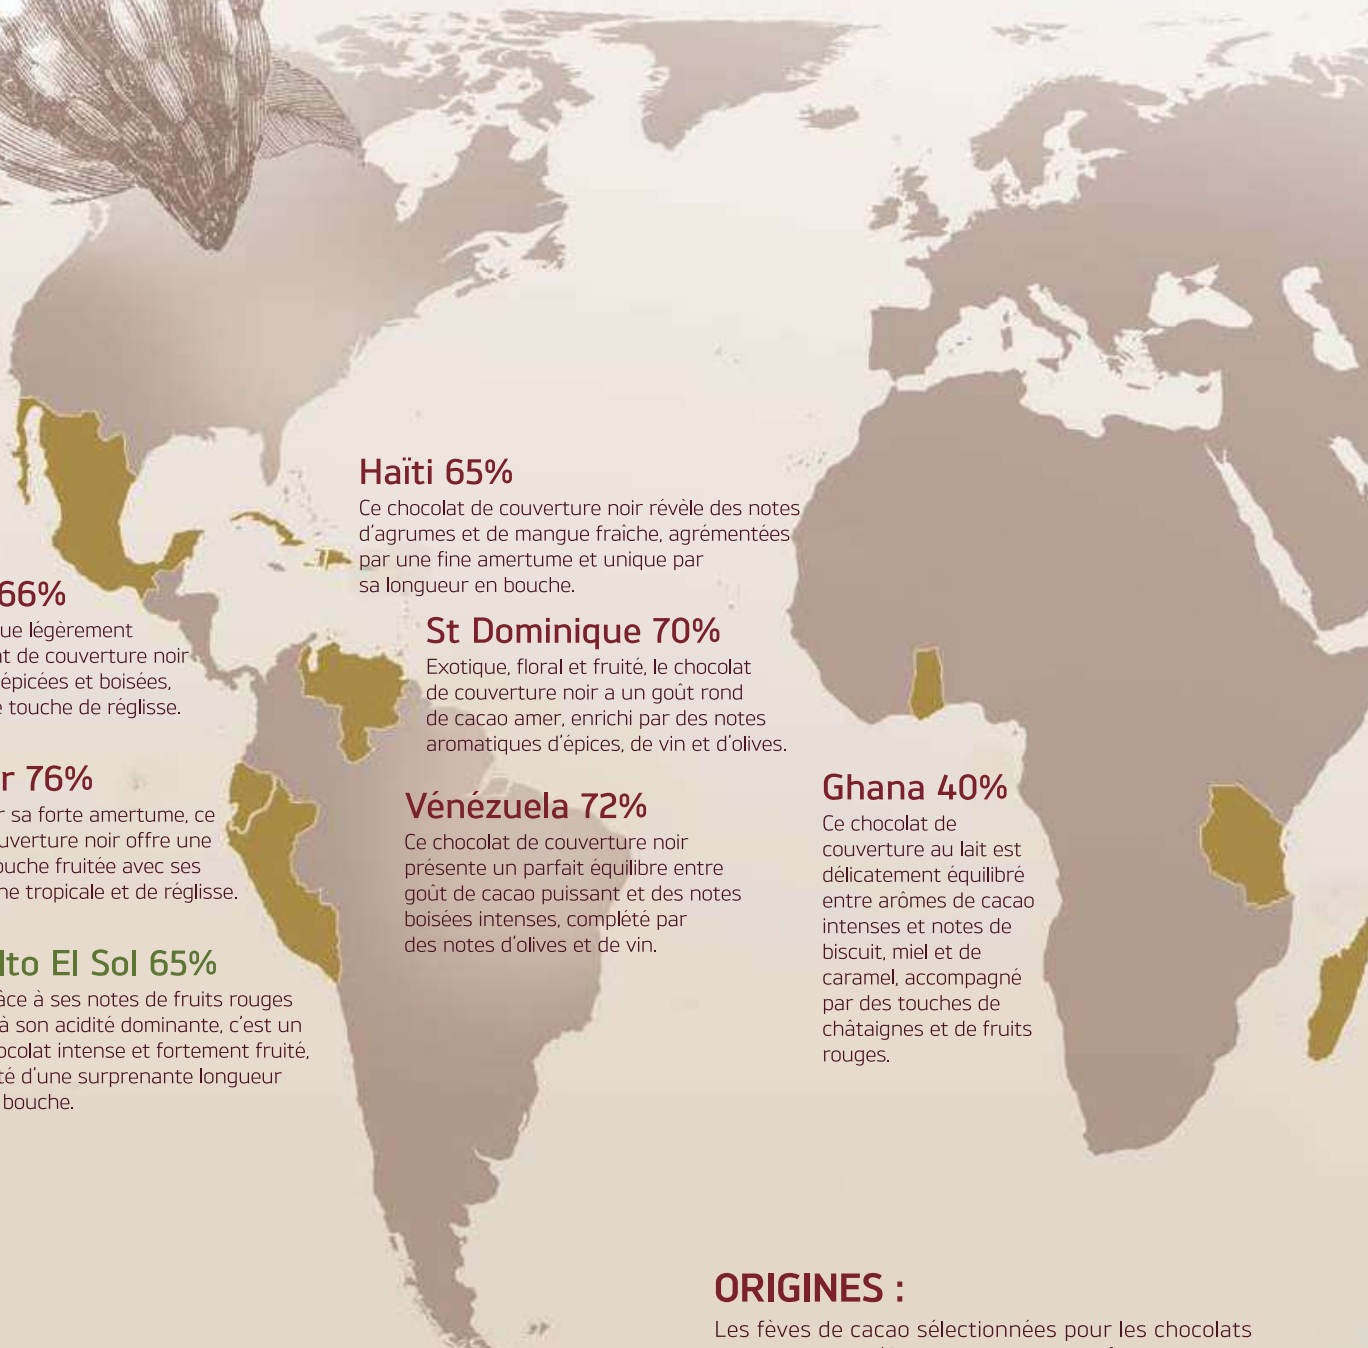 Haïti 65%
Ce chocolat de couverture noir révèle des notes
d'agrumes et de mangue fraîche, agrémentées
par une fine amertume et unique par
sa longueur en bouche.
66%
légèrement
de couverture noir
épicées et boisées,
touche de réglisse.
St Dominique 70%
Exotique, floral et fruité, le chocolat
de couverture noir a un goût rond
de cacao amer, enrichi par des notes
aromatiques d'épices, de vin et d'olives.
76%
sa forte amertume, ce
noir offre une
fruitée avec ses
tropicale et de réglisse.
Vénézuela 72%
Ce chocolat de couverture noir
présente un parfait équilibre entre
goût de cacao puissant et des notes
boisées intenses, complété par
des notes d'olives et de vin.
Ghana 40%
Ce chocolat de
couverture au lait est
délicatement équilibré
entre arômes de cacao
intenses et notes de
biscuit, miel et de
caramel, accompagné
par des touches de
châtaignes et de fruits
rouges.
El Sol 65%
à ses notes de fruits rouges
à son acidité dominante, c'est un
intense et fortement fruité,
d'une surprenante longueur
bouche.
ORIGINES :
Les fèves de cacao sélectionnées pour les chocolats